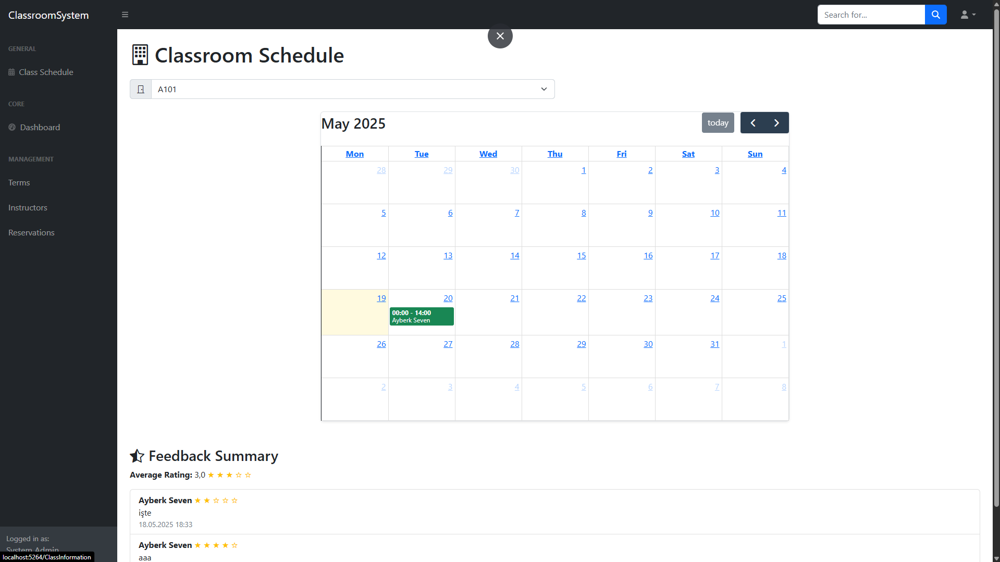 ClassroomSystem
Search for...
GENERAL
Class Schedule
CORE
Dashboard
MANAGEMENT
Terms
Instructors
Reservations
Logged in as:
System Admin
localhost:5264/ClassInformation
Classroom Schedule
A101
May 2025
today
Mon Tue Wed Thu Fri Sat Sun
28 29 30 1 2 3 4
5 6 7 8 9 10 11
12 13 14 15 16 17 18
19 20 21 22 23 24 25
00:00 - 14:00
Ayberk Seven
26 27 28 29 30 31 1
2 3 4 5 6 7 8
Feedback Summary
Average Rating: 3,0 ★ ★ ★ ☆ ☆
Ayberk Seven ★ ★ ☆ ☆ ☆
işte
18.05.2025 18:33
Ayberk Seven ★ ★ ★ ★ ☆
aaa